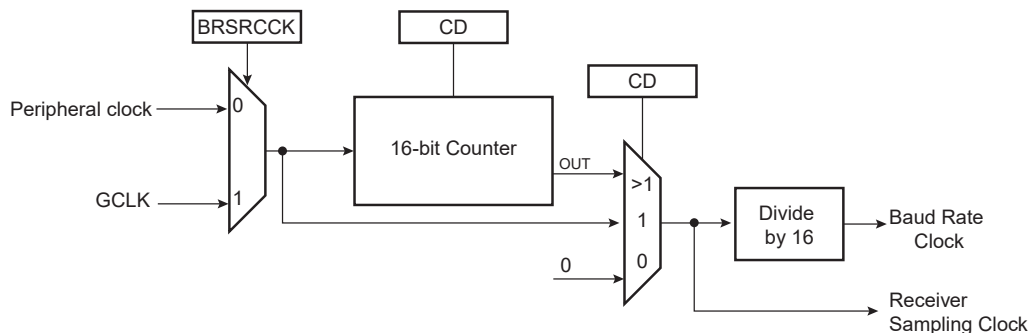 BRSRCCK
CD
CD
Peripheral clock
0
16-bit Counter
OUT
>1
GCLK
1
1
Divide
by 16
Baud Rate
Clock
0
0
Receiver
Sampling Clock